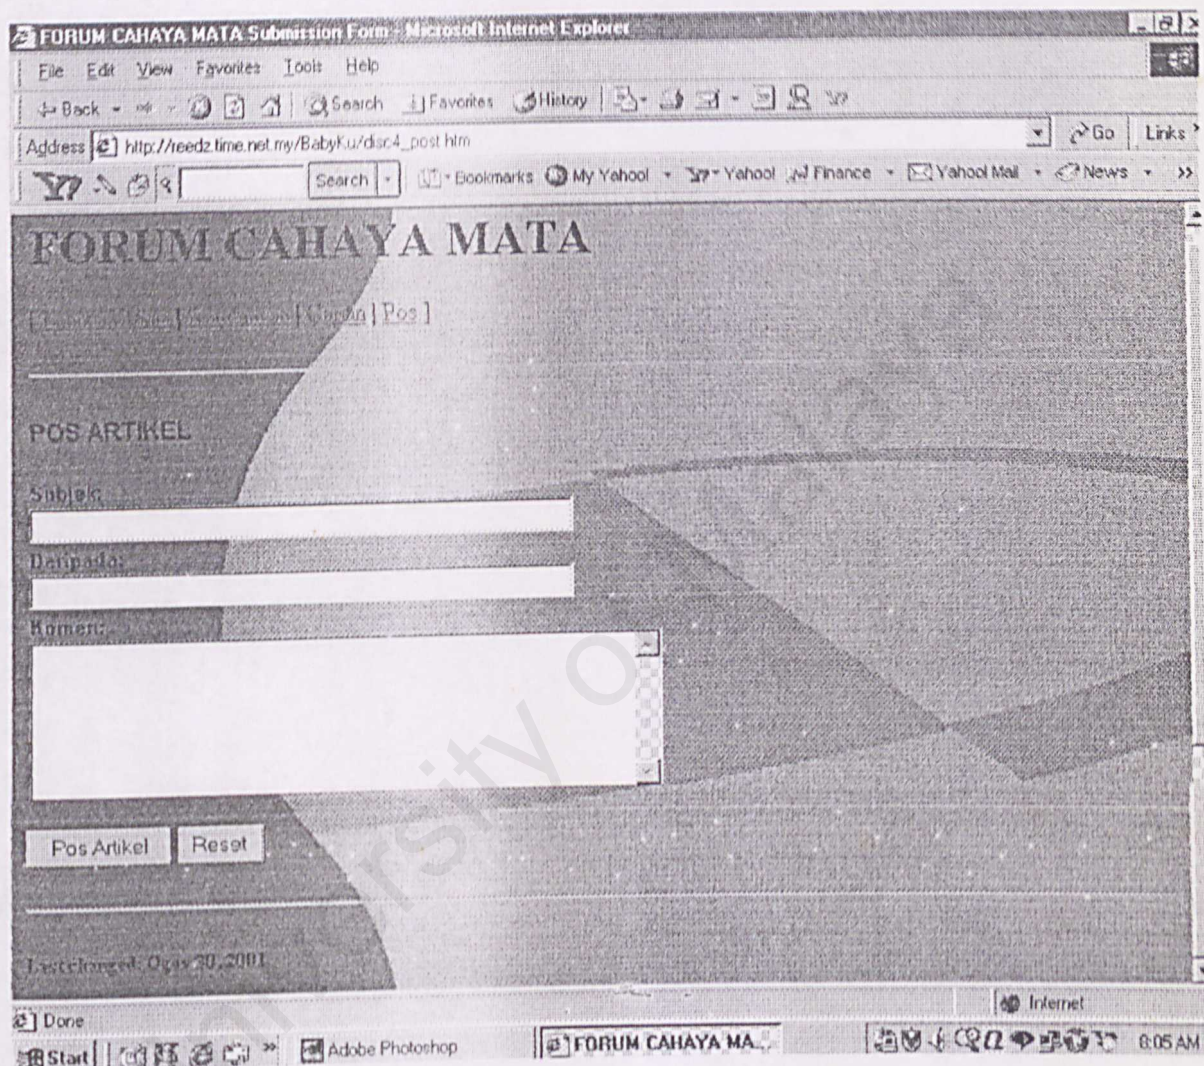 FORUM CAHAYA MATA Submission Form - Microsoft Internet Explorer
File Edit View Favorites Tools Help
Back Search Favorites History
Address http://reedz.time.net.my/BabyKu/disc4_post.htm Go Links
Search Bookmarks My Yahoo! Yahoo! Finance Yahoo! Mail News
FORUM CAHAYA MATA
| Pos ]
POS ARTIKEL
Subjek:
Daripada:
Komen:
Pos Artikel Reset
Last changed: Ogos 30, 2001
Done Internet
Start Adobe Photoshop FORUM CAHAYA MA... 8:05 AM